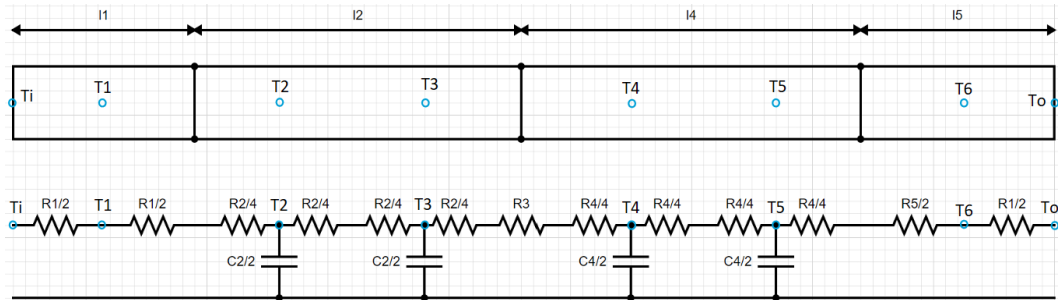 l1 l2 l4 l5
Ti T1 T2 T3 T4 T5 T6 To
Ti R1/2 T1 R1/2 R2/4 T2 R2/4 R2/4 T3 R2/4 R3 R4/4 T4 R4/4 R4/4 T5 R4/4 R5/2 T6 R1/2 To
C2/2 C2/2 C4/2 C4/2